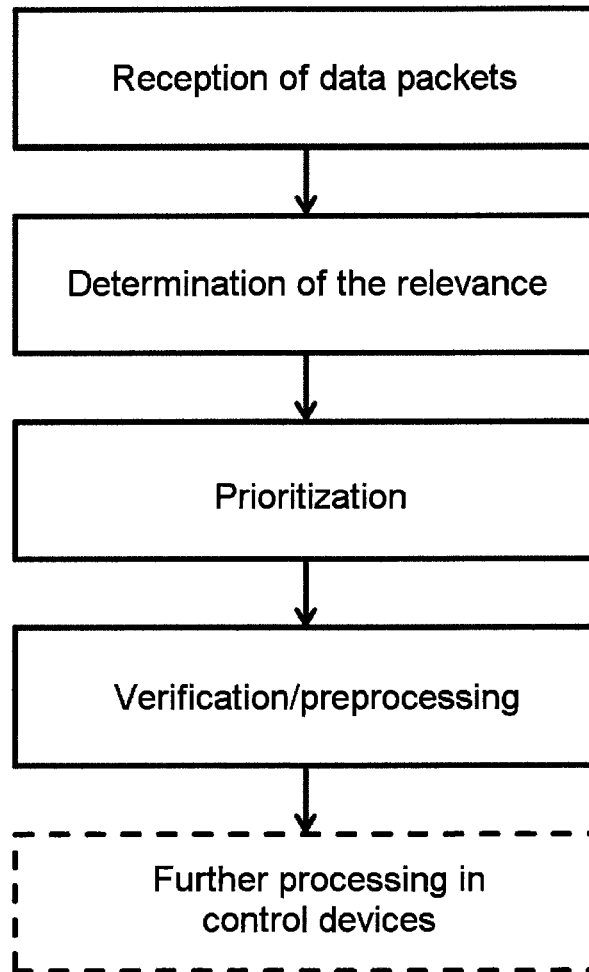 Reception of data packets
Determination of the relevance
Prioritization
Verification/preprocessing
Further processing in
control devices